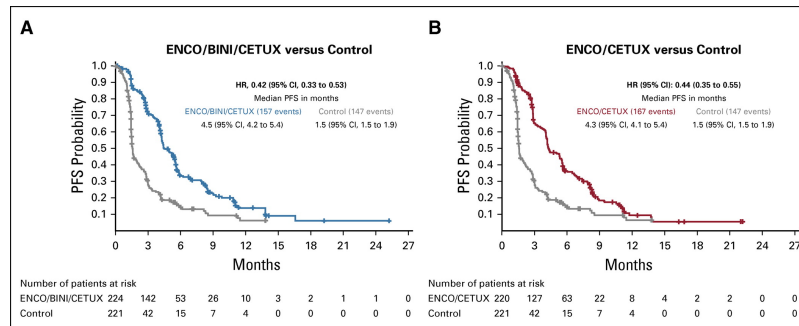 A
ENCO/BINI/CETUX versus Control
1.0
0.9
0.8
0.7
0.6
0.5
0.4
0.3
0.2
0.1
PFS Probability
HR, 0.42 (95% CI, 0.33 to 0.53)
Median PFS in months
ENCO/BINI/CETUX (157 events) Control (147 events)
4.5 (95% CI, 4.2 to 5.4) 1.5 (95% CI, 1.5 to 1.9)
0 3 6 9 12 15 18 21 24 27
Months
Number of patients at risk
ENCO/BINI/CETUX 224 142 53 26 10 3 2 1 1 0
Control 221 42 15 7 4 0 0 0 0 0
B
ENCO/CETUX versus Control
1.0
0.9
0.8
0.7
0.6
0.5
0.4
0.3
0.2
0.1
PFS Probability
HR (95% CI): 0.44 (0.35 to 0.55)
Median PFS in months
ENCO/CETUX (167 events) Control (147 events)
4.3 (95% CI, 4.1 to 5.4) 1.5 (95% CI, 1.5 to 1.9)
0 3 6 9 12 15 18 21 24 27
Months
Number of patients at risk
ENCO/CETUX 220 127 63 22 8 4 2 2 0 0
Control 221 42 15 7 4 0 0 0 0 0